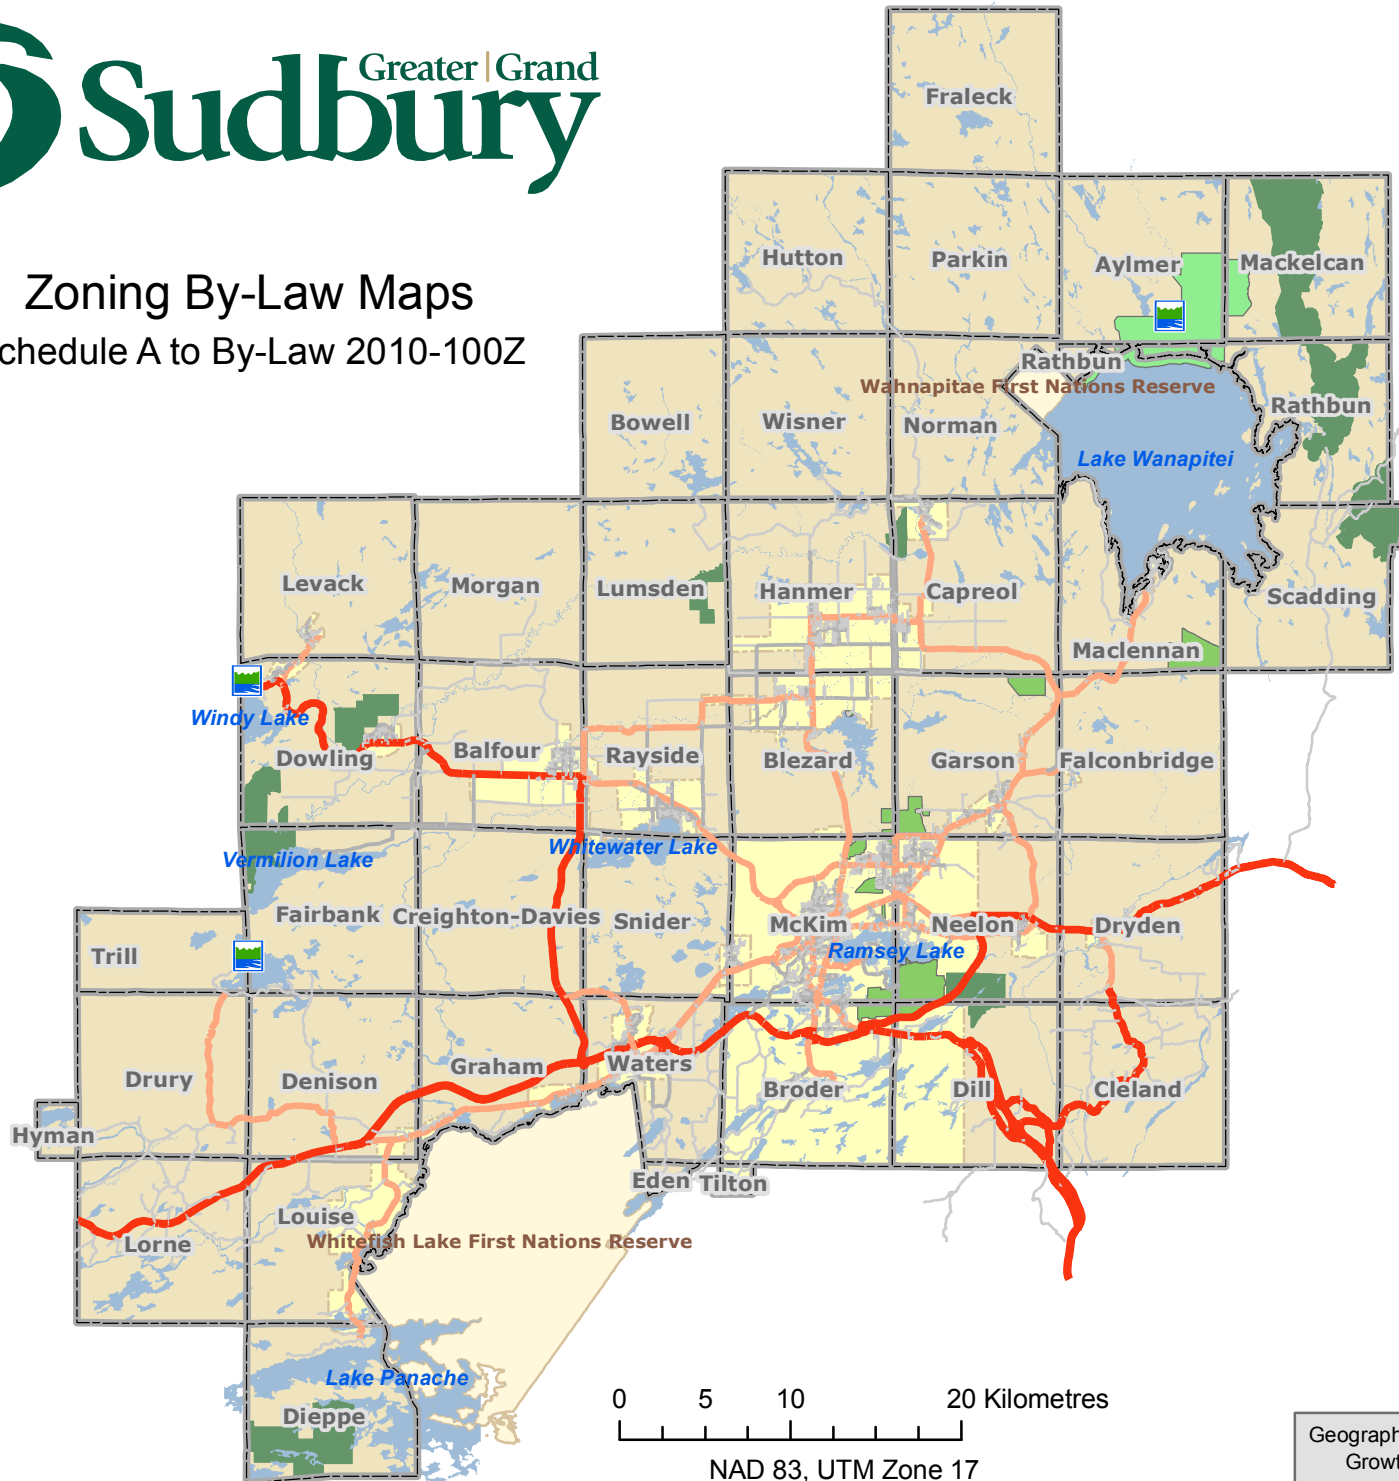 Greater | Grand
Sudbury
Zoning By-Law Maps
chedule A to By-Law 2010-100Z
Fraleck
Hutton
Parkin
Aylmer
Mackelcan
Rathbun
Wahnapitae First Nations Reserve
Bowell
Wisner
Norman
Rathbun
Lake Wanapitei
Levack
Morgan
Lumsden
Hanmer
Capreol
Scadding
Maclennan
Windy Lake
Dowling
Balfour
Rayside
Blezard
Garson
Falconbridge
Vermilion Lake
Whitewater Lake
Fairbank
Creighton-Davies
Snider
McKim
Neelon
Dryden
Trill
Ramsey Lake
Drury
Denison
Graham
Waters
Broder
Dill
Cleland
Hyman
Eden
Tilton
Louise
Lorne
Whitefish Lake First Nations Reserve
Lake Panache
Dieppe
0 5 10 20 Kilometres
NAD 83, UTM Zone 17
Geograph
Growt